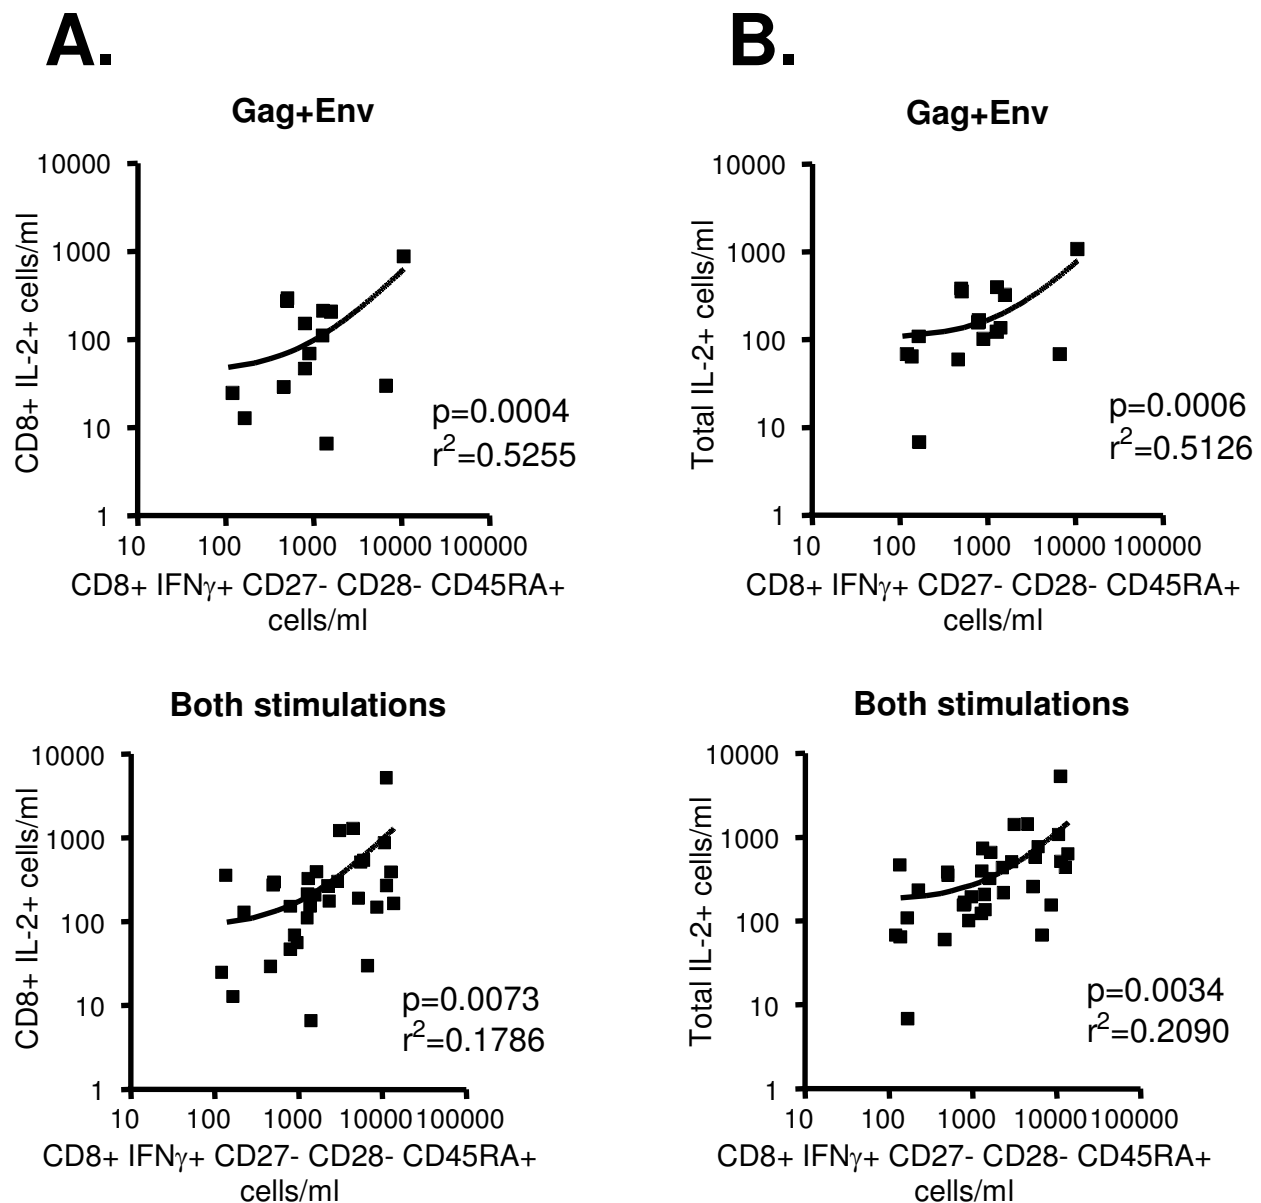 A.
Gag+Env
CD8+ IL-2+ cells/ml
10000
1000
100
10
1
p=0.0004
r²=0.5255
10 100 1000 10000 100000
CD8+ IFNγ+ CD27- CD28- CD45RA+
cells/ml
B.
Gag+Env
Total IL-2+ cells/ml
10000
1000
100
10
1
p=0.0006
r²=0.5126
10 100 1000 10000 100000
CD8+ IFNγ+ CD27- CD28- CD45RA+
cells/ml
Both stimulations
CD8+ IL-2+ cells/ml
10000
1000
100
10
1
p=0.0073
r²=0.1786
10 100 1000 10000 100000
CD8+ IFNγ+ CD27- CD28- CD45RA+
cells/ml
Both stimulations
Total IL-2+ cells/ml
10000
1000
100
10
1
p=0.0034
r²=0.2090
10 100 1000 10000 100000
CD8+ IFNγ+ CD27- CD28- CD45RA+
cells/ml